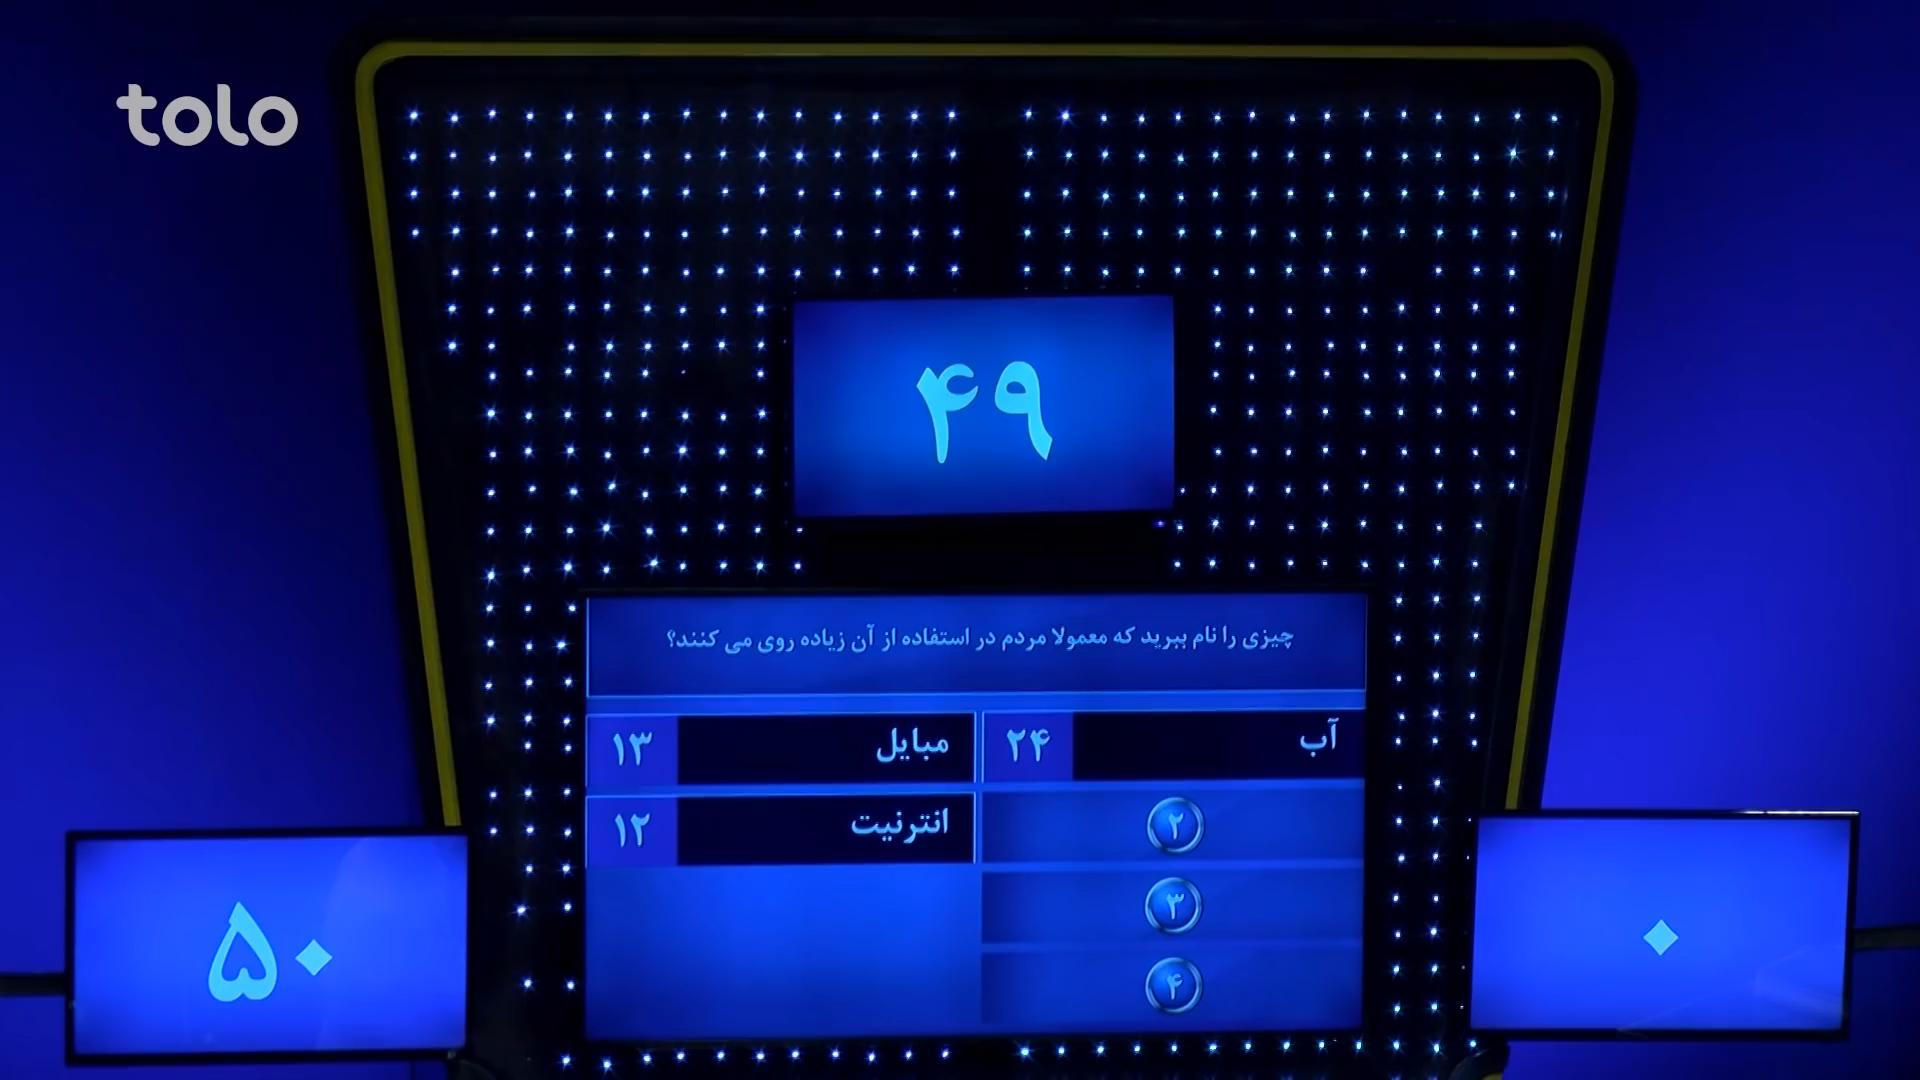 tolo
۴۹
چیزی را نام ببرید که معمولا مردم در استفاده از آن زیاده روی می کنند؟
آب ۲۴
۲
۳
۴
مبایل ۱۳
انترنیت ۱۲
۵۰
۰